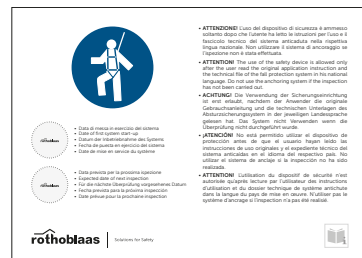 • ATTENZIONE! L'uso del dispositivo di sicurezza è ammesso
soltanto dopo che l'utente ha letto le istruzioni per l'uso e il
fascicolo tecnico del sistema anticaduta nella rispettiva
lingua nazionale. Non utilizzare il sistema di ancoraggio se
l'ispezione non è stata effettuata.
• ATTENTION! The use of the safety device is allowed only
after the user read the original application instruction and
the technical file of the fall protection system in his national
language. Do not use the anchoring system if the inspection
has not been carried out.
• ACHTUNG! Die Verwendung der Sicherungseinrichtung
ist erst erlaubt, nachdem der Anwender die originale
Gebrauchsanleitung und die technischen Unterlagen des
Absturzsicherungssystem in der jeweiligen Landessprache
gelesen hat. Das System nicht Verwenden wenn die
Überprüfung nicht durchgeführt wurde.
• ¡ATENCIÓN! No está permitido utilizar el dispositivo de
protección antes de que el usuario hayan leído las
instrucciones de uso originales y el expediente técnico del
sistema anticaídas en el idioma del respectivo país. No
utilizar el sistema de anclaje si la inspección no ha sido
realizada.
• ATTENTION! L'utilisation du dispositif de sécurité n'est
autorisée qu'après lecture par l'utilisateur des instructions
d'utilisation et du dossier technique de système antichute
dans la langue du pays de mise en œuvre. N'utilisez pas le
système d'ancrage si l'inspection n'a pas été réalisé.
rothoblaas
• Data di messa in esercizio del sistema
• Date of first system start-up
• Datum der Inbetriebnahme des Systems
• Fecha de puesta en ejercicio del sistema
• Date de mise en service du système
rothoblaas
• Data prevista per la prossima ispezione
• Expected date of next inspection
• Für die nächste Überprüfung vorgesehenes Datum
• Fecha prevista para la próxima inspección
• Date prévue pour la prochaine inspection
rothoblaas
Solutions for Safety